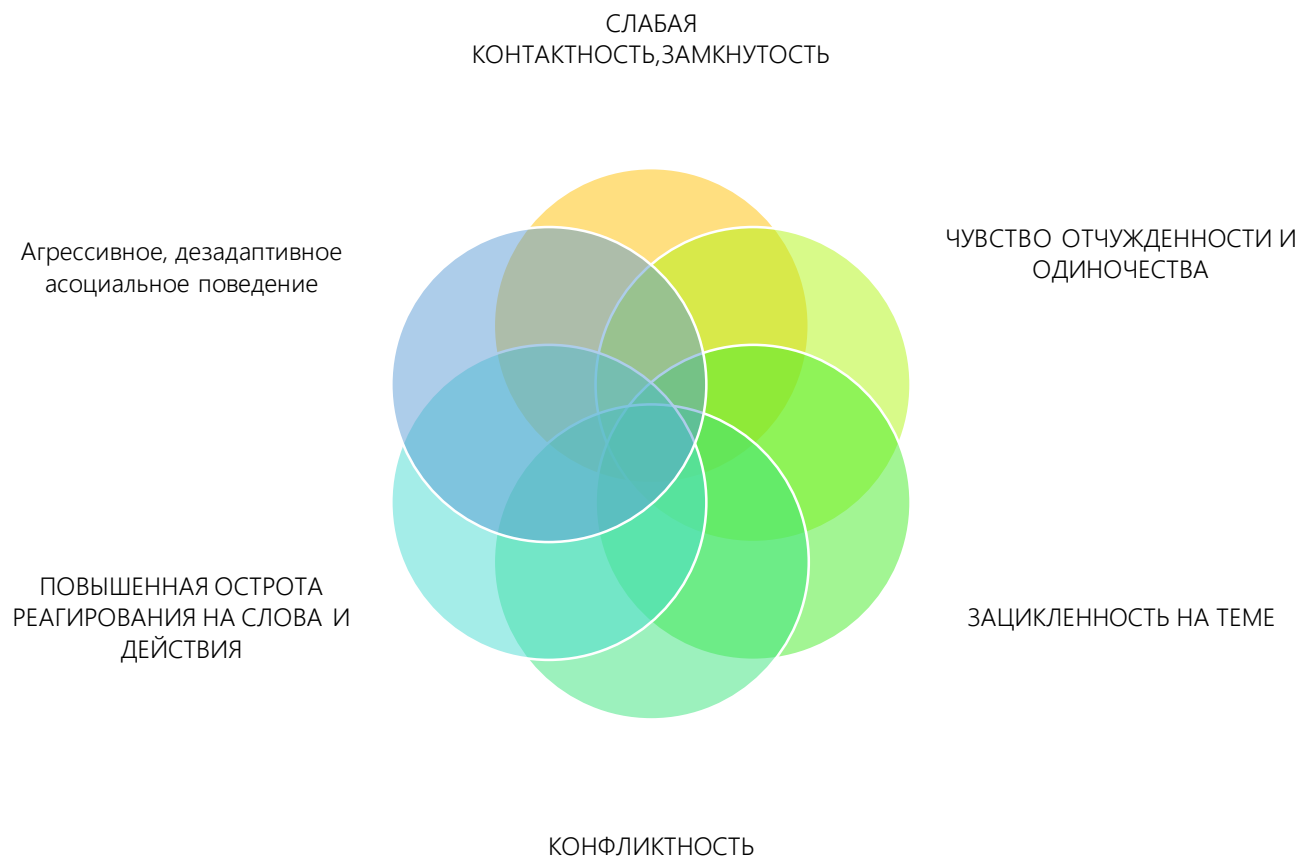 СЛАБАЯ
КОНТАКТНОСТЬ,ЗАМКНУТОСТЬ
ЧУВСТВО ОТЧУЖДЕННОСТИ И
ОДИНОЧЕСТВА
ЗАЦИКЛЕННОСТЬ НА ТЕМЕ
КОНФЛИКТНОСТЬ
ПОВЫШЕННАЯ ОСТРОТА
РЕАГИРОВАНИЯ НА СЛОВА И
ДЕЙСТВИЯ
Агрессивное, дезадаптивное
асоциальное поведение